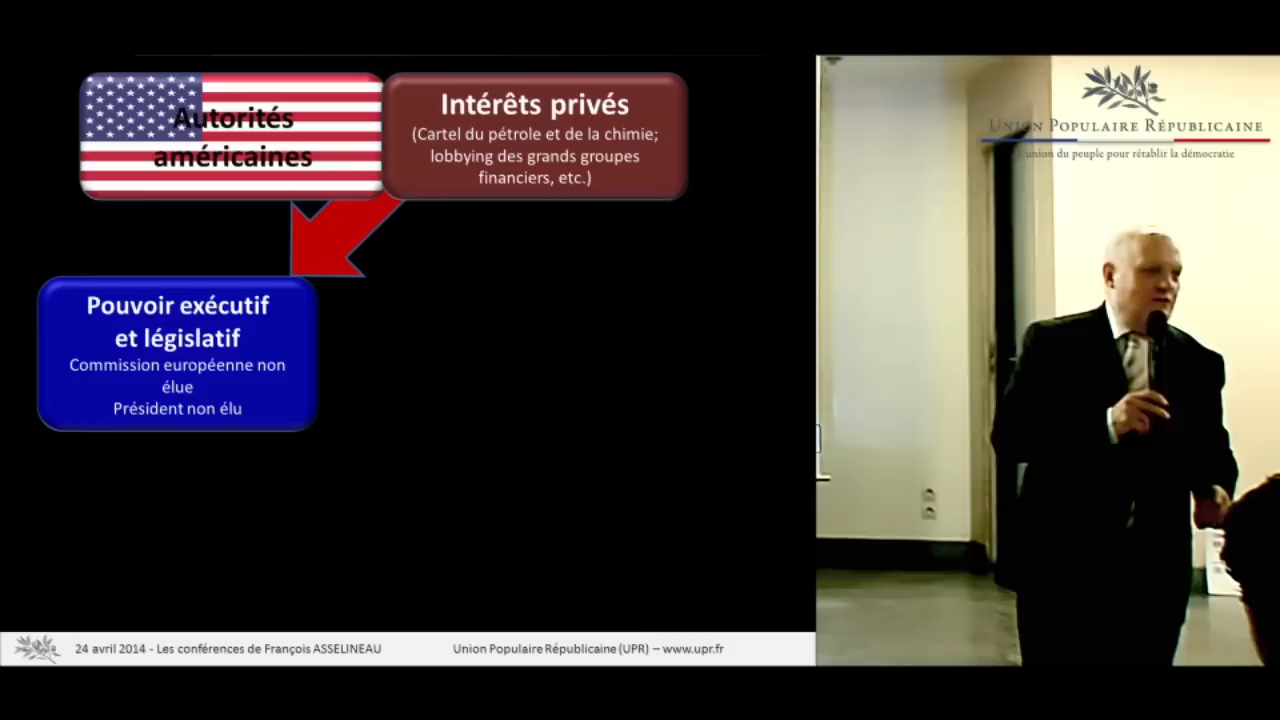 Autorités
américaines
Intérêts privés
(Cartel du pétrole et de la chimie;
lobbying des grands groupes
financiers, etc.)
Pouvoir exécutif
et législatif
Commission européenne non
élue
Président non élu
UNION POPULAIRE RÉPUBLICAINE
L'union du peuple pour rétablir la démocratie
24 avril 2014 - Les conférences de François ASSELINEAU
Union Populaire Républicaine (UPR) – www.upr.fr